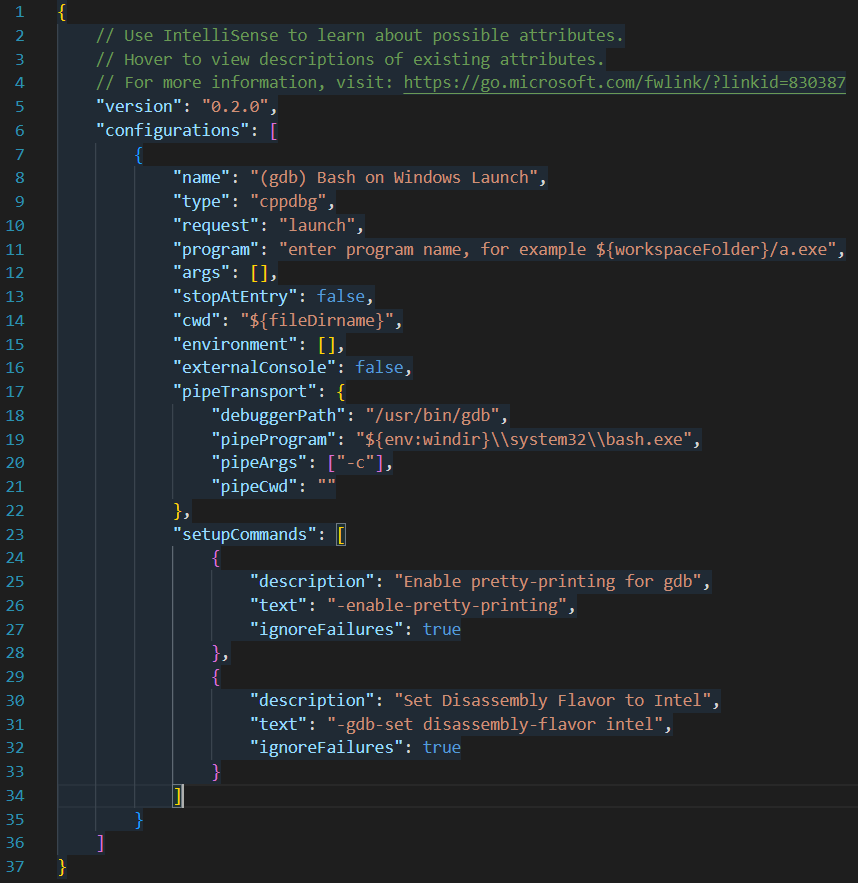 1 {
2 // Use IntelliSense to learn about possible attributes.
3 // Hover to view descriptions of existing attributes.
4 // For more information, visit: https://go.microsoft.com/fwlink/?linkid=830387
5 "version": "0.2.0",
6 "configurations": [
7 {
8 "name": "(gdb) Bash on Windows Launch",
9 "type": "cppdbg",
10 "request": "launch",
11 "program": "enter program name, for example ${workspaceFolder}/a.exe",
12 "args": [],
13 "stopAtEntry": false,
14 "cwd": "${fileDirname}",
15 "environment": [],
16 "externalConsole": false,
17 "pipeTransport": {
18 "debuggerPath": "/usr/bin/gdb",
19 "pipeProgram": "${env:windir}\\system32\\bash.exe",
20 "pipeArgs": ["-c"],
21 "pipeCwd": ""
22 },
23 "setupCommands": [
24 {
25 "description": "Enable pretty-printing for gdb",
26 "text": "-enable-pretty-printing",
27 "ignoreFailures": true
28 },
29 {
30 "description": "Set Disassembly Flavor to Intel",
31 "text": "-gdb-set disassembly-flavor intel",
32 "ignoreFailures": true
33 }
34 ]
35 }
36 ]
37 }